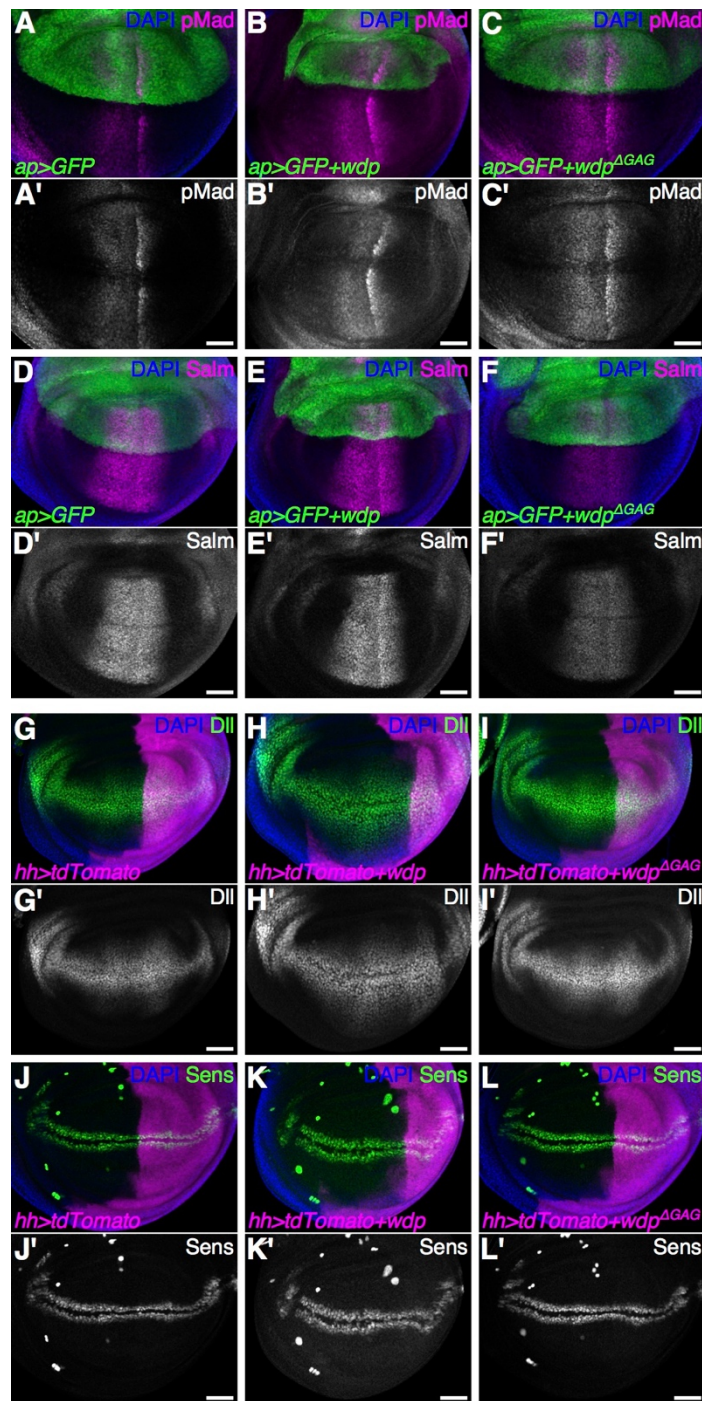 A DAPI pMad B DAPI pMad C DAPI pMad
ap>GFP ap>GFP+wdp ap>GFP+wdpΔGAG
A' pMad B' pMad C' pMad
D DAPI Salm E DAPI Salm F DAPI Salm
ap>GFP ap>GFP+wdp ap>GFP+wdpΔGAG
D' Salm E' Salm F' Salm
G DAPI Dll H DAPI Dll I DAPI Dll
hh>tdTomato hh>tdTomato+wdp hh>tdTomato+wdpΔGAG
G' Dll H' Dll I' Dll
J DAPI Sens K DAPI Sens L DAPI Sens
hh>tdTomato hh>tdTomato+wdp hh>tdTomato+wdpΔGAG
J' Sens K' Sens L' Sens